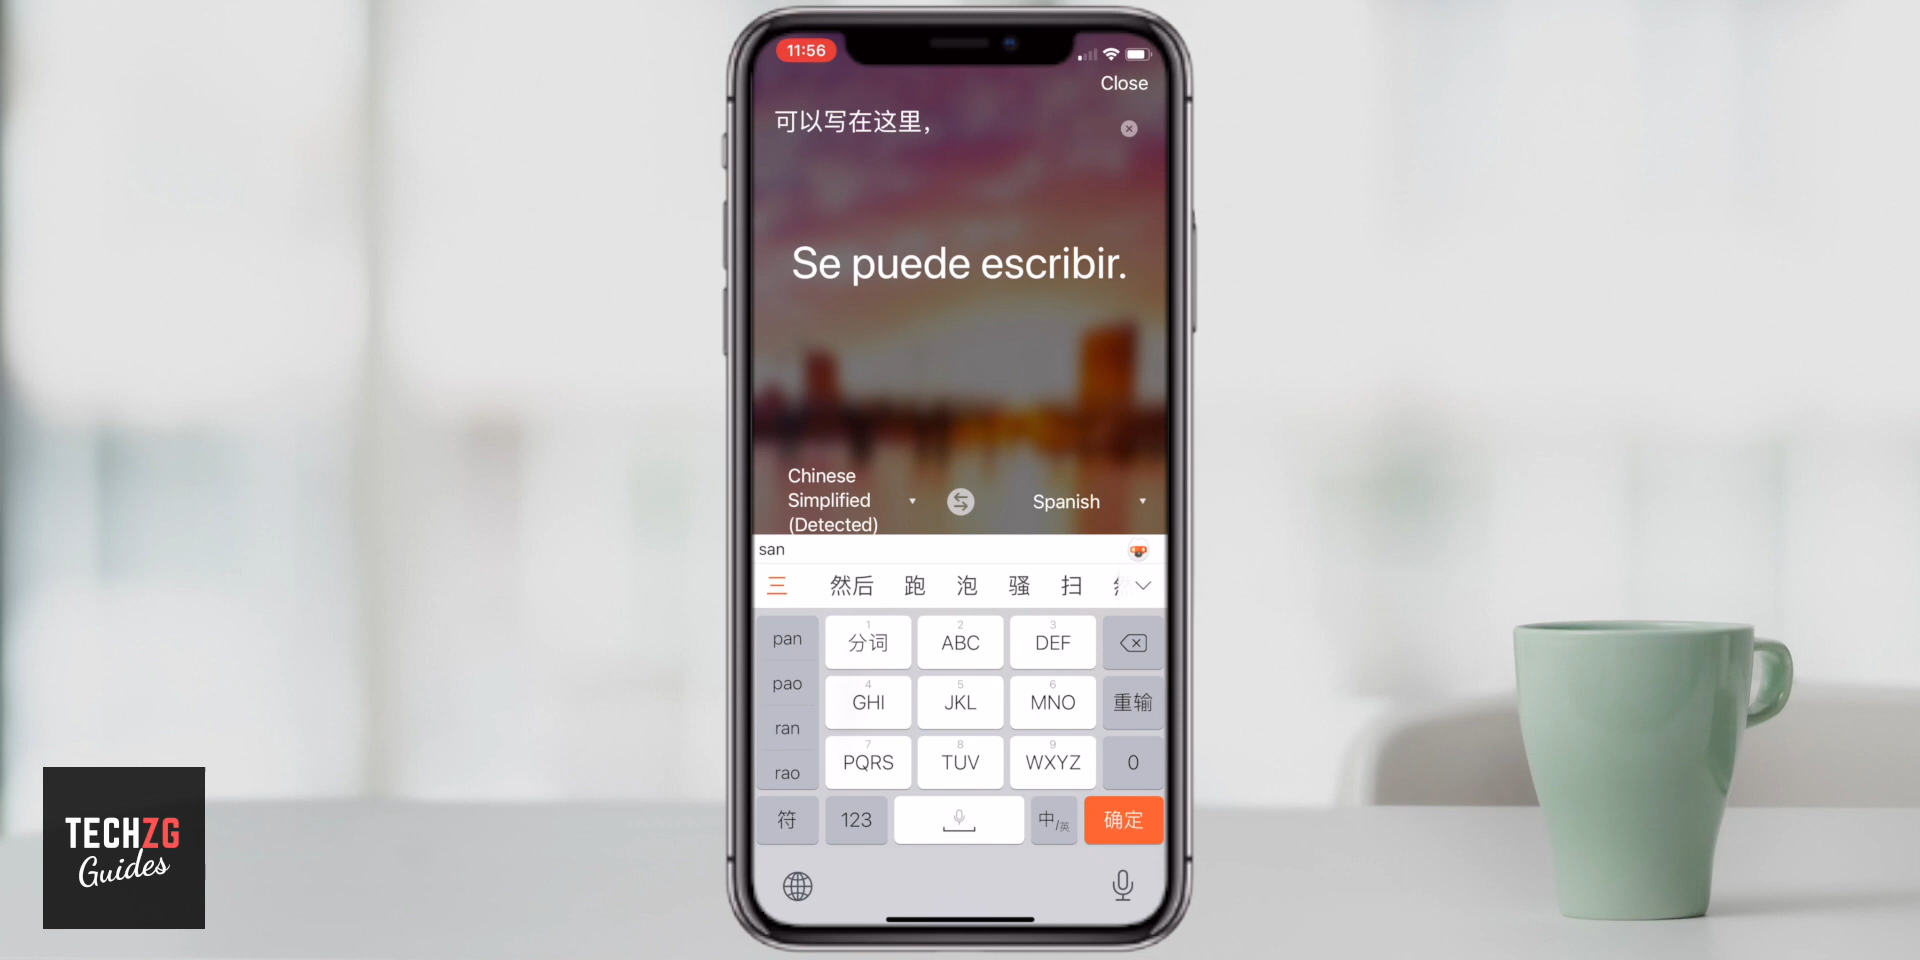 11:56
Close
可以写在这里，
Se puede escribir.
Chinese
Simplified
(Detected)
Spanish
san
三 然后 跑 泡 骚 扫
pan
pao
ran
rao
1 分词
2 ABC
3 DEF
4 GHI
5 JKL
6 MNO
重输
7 PQRS
8 TUV
9 WXYZ
0
符
123
中/英
确定
TECHZG
Guides